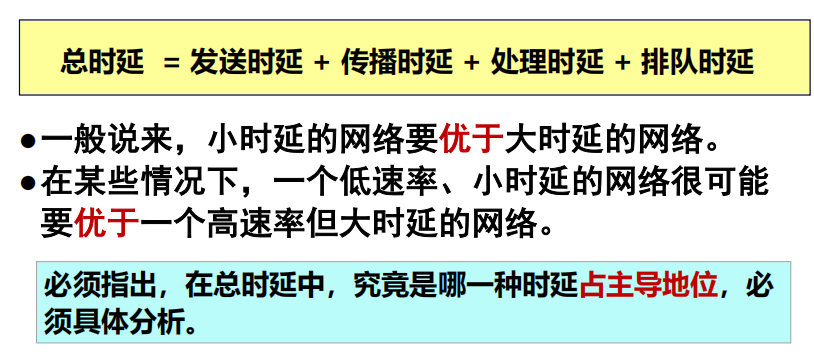 总时延 = 发送时延 + 传播时延 + 处理时延 + 排队时延
●一般说来，小时延的网络要优于大时延的网络。
●在某些情况下，一个低速率、小时延的网络很可能
要优于一个高速率但大时延的网络。
必须指出，在总时延中，究竟是哪一种时延占主导地位，必
须具体分析。